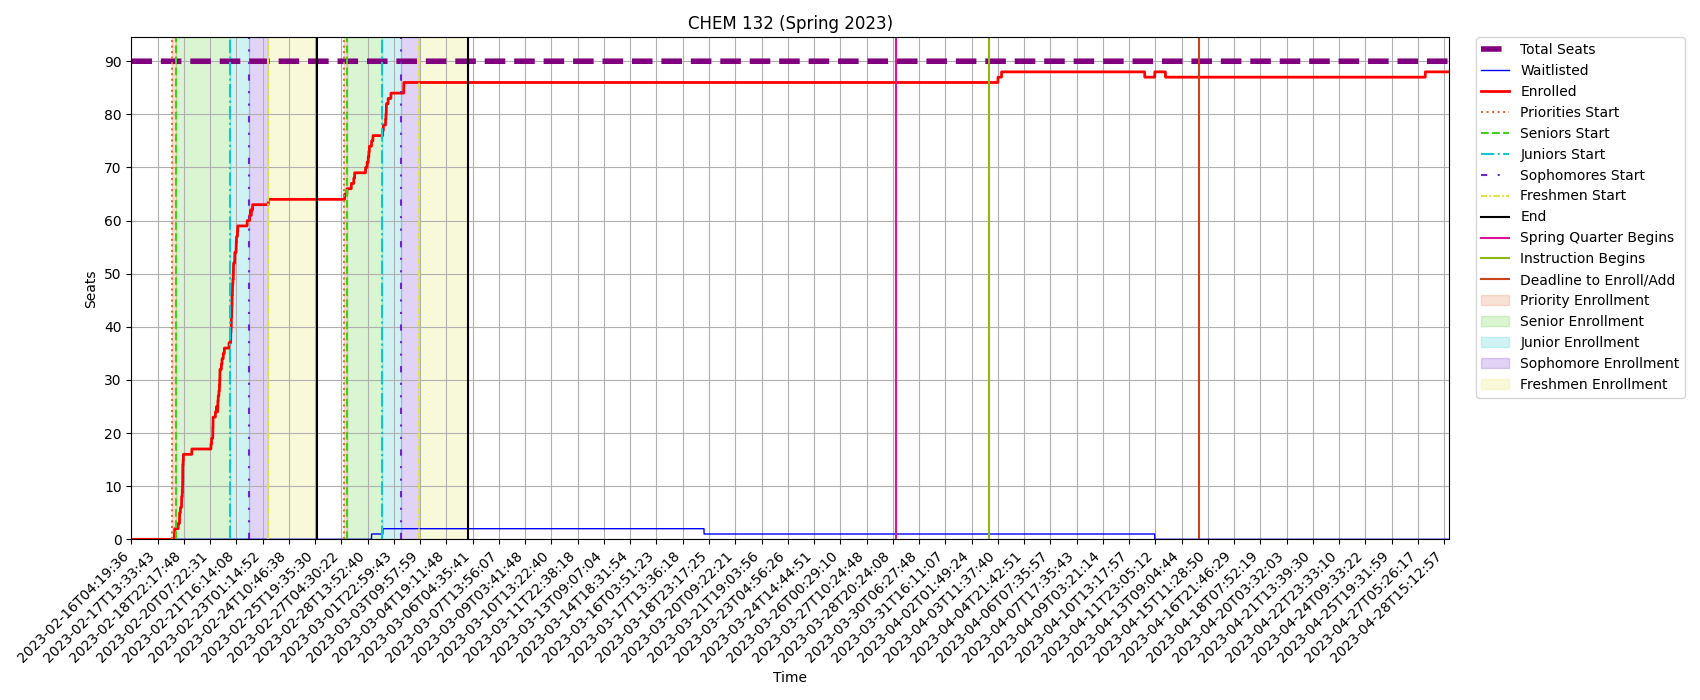 CHEM 132 (Spring 2023)
Seats
90
80
70
60
50
40
30
20
10
0
2023-02-16T04:19:36
2023-02-17T13:33:43
2023-02-18T22:17:48
2023-02-20T07:22:31
2023-02-21T16:14:08
2023-02-23T01:14:52
2023-02-24T10:46:38
2023-02-25T19:35:30
2023-02-27T04:30:22
2023-02-28T13:52:40
2023-03-01T22:59:43
2023-03-03T09:57:59
2023-03-04T19:11:48
2023-03-06T04:35:41
2023-03-07T13:56:07
2023-03-09T03:41:48
2023-03-10T13:22:40
2023-03-11T22:38:18
2023-03-13T09:07:04
2023-03-14T18:31:54
2023-03-16T03:51:23
2023-03-17T13:36:18
2023-03-18T23:17:25
2023-03-20T09:22:21
2023-03-21T19:03:56
2023-03-23T04:56:26
2023-03-24T14:44:51
2023-03-26T00:29:10
2023-03-27T10:24:48
2023-03-28T20:24:09
2023-03-30T06:27:48
2023-03-31T16:11:07
2023-04-02T01:49:24
2023-04-03T11:37:40
2023-04-04T21:42:51
2023-04-06T07:35:57
2023-04-07T17:35:43
2023-04-09T03:21:14
2023-04-10T13:17:57
2023-04-11T23:05:12
2023-04-13T09:04:44
2023-04-15T11:28:50
2023-04-16T21:46:29
2023-04-18T07:52:19
2023-04-20T03:32:03
2023-04-21T13:39:30
2023-04-22T23:33:10
2023-04-24T09:33:22
2023-04-25T19:31:59
2023-04-27T05:26:17
2023-04-28T15:12:57
Time
Total Seats
Waitlisted
Enrolled
Priorities Start
Seniors Start
Juniors Start
Sophomores Start
Freshmen Start
End
Spring Quarter Begins
Instruction Begins
Deadline to Enroll/Add
Priority Enrollment
Senior Enrollment
Junior Enrollment
Sophomore Enrollment
Freshmen Enrollment